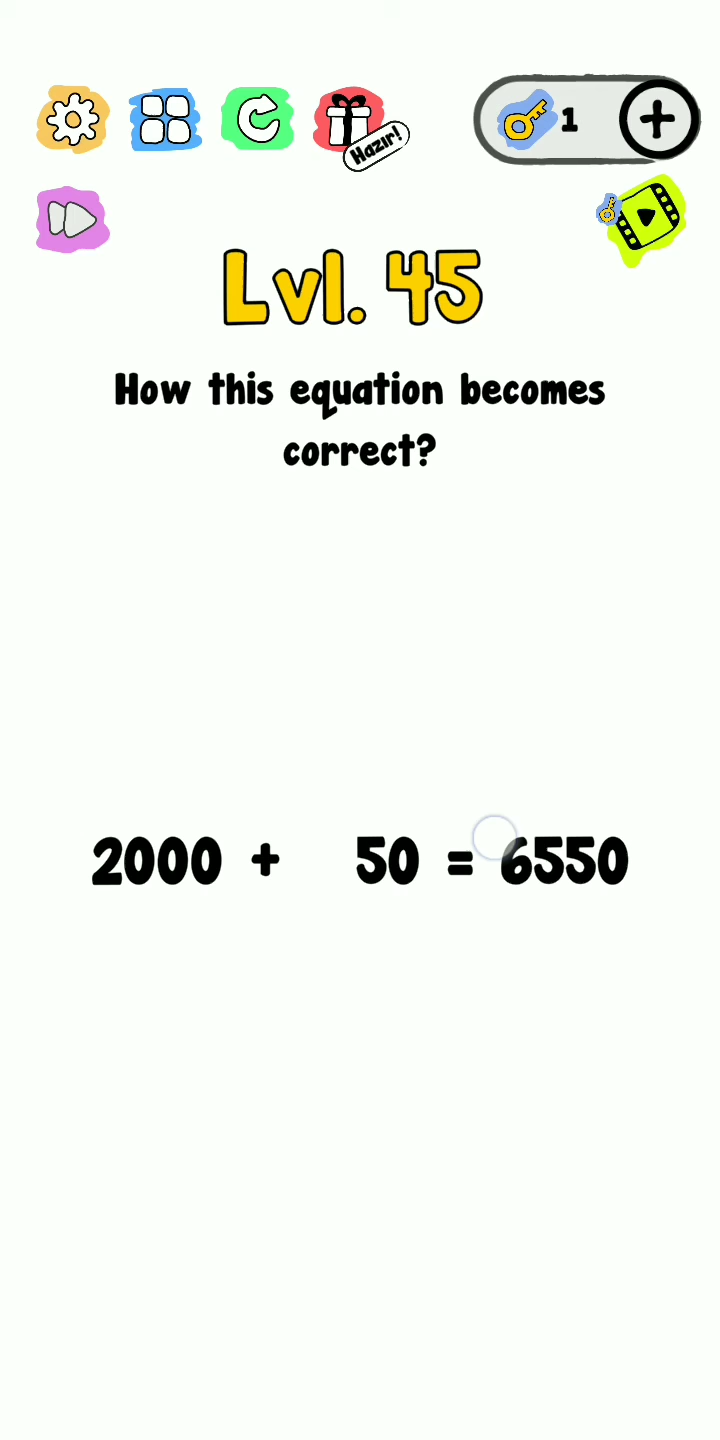 1
Hazır!
Lvl. 45
How this equation becomes
correct?
2000 + 50 = 6550